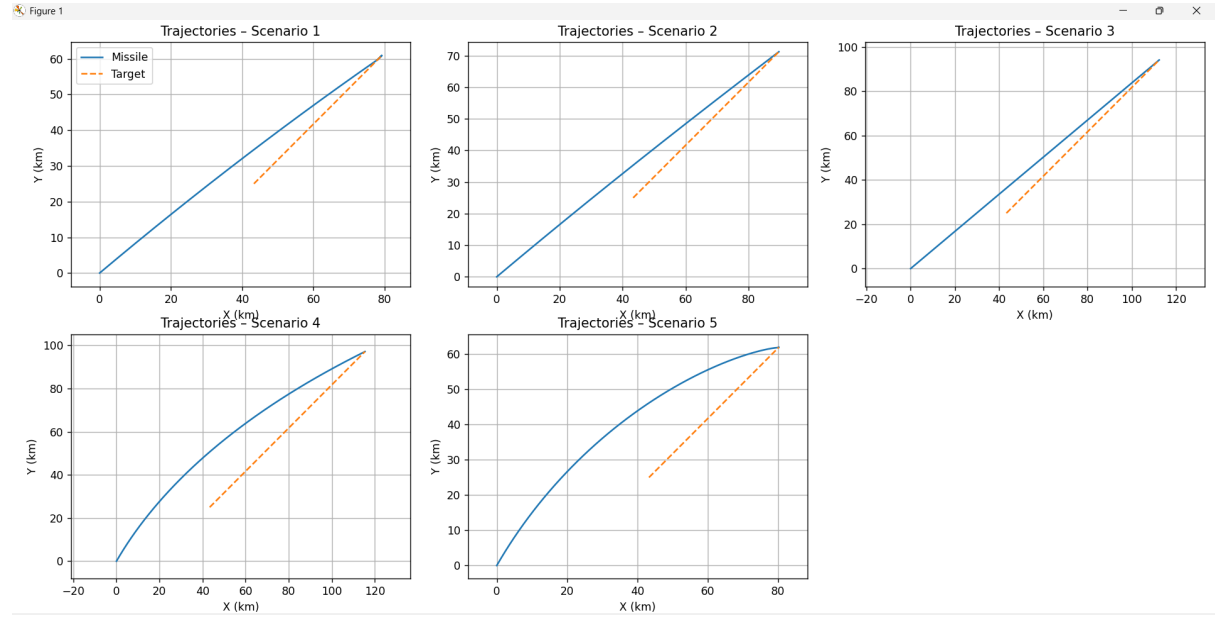 Figure 1
Trajectories – Scenario 1
Missile
Target
60
50
40
30
20
10
0
Y (km)
0 20 40 60 80
X (km)
Trajectories – Scenario 2
70
60
50
40
30
20
10
0
Y (km)
0 20 40 60 80
X (km)
Trajectories – Scenario 3
100
80
60
40
20
0
Y (km)
−20 0 20 40 60 80 100 120
X (km)
Trajectories – Scenario 4
100
80
60
40
20
0
Y (km)
−20 0 20 40 60 80 100 120
X (km)
Trajectories – Scenario 5
60
50
40
30
20
10
0
Y (km)
0 20 40 60 80
X (km)